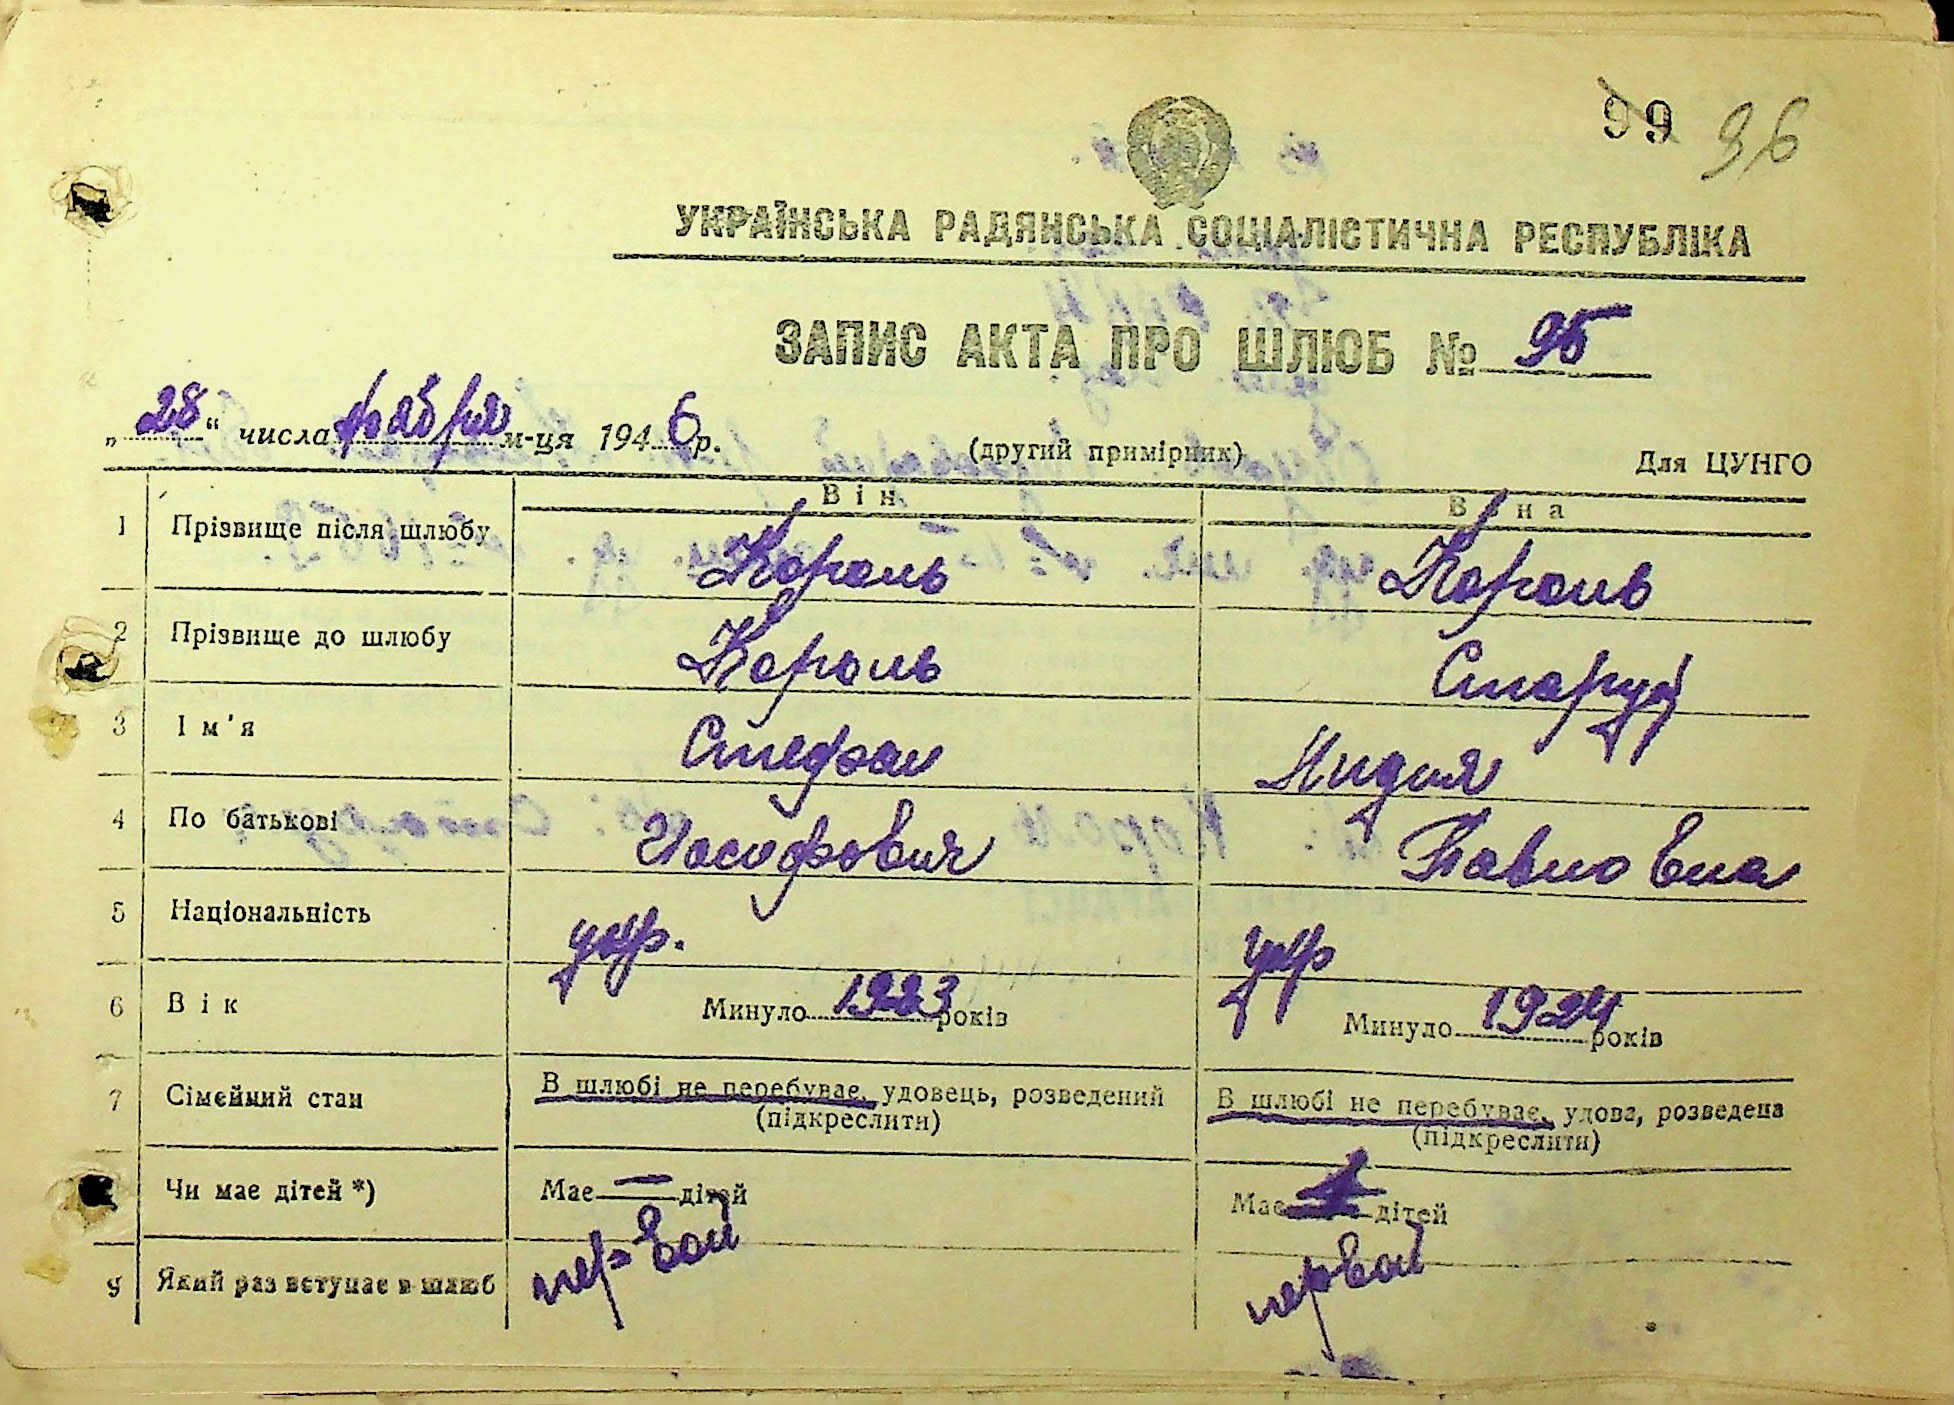 99 96
УКРАЇНСЬКА РАДЯНСЬКА СОЦІАЛІСТИЧНА РЕСПУБЛІКА
ЗАПИС АКТА ПРО ШЛЮБ № 95
„28“ числа ноября м-ця 1946 р. (другий примірник) Для ЦУНГО
Він Вона
1 Прізвище після шлюбу Король Король
2 Прізвище до шлюбу Король Старух
3 Ім'я Стефан Лидия
4 По батькові Иосифович Павловна
5 Національність укр. укр
6 Вік Минуло 1923 років Минуло 1924 років
7 Сімейний стан В шлюбі не перебуває, удовець, розведений В шлюбі не перебуває, удова, розведена
(підкреслити) (підкреслити)
Чи має дітей *) Має — дітей Має дітей
9 Який раз вступає в шлюб первой первой